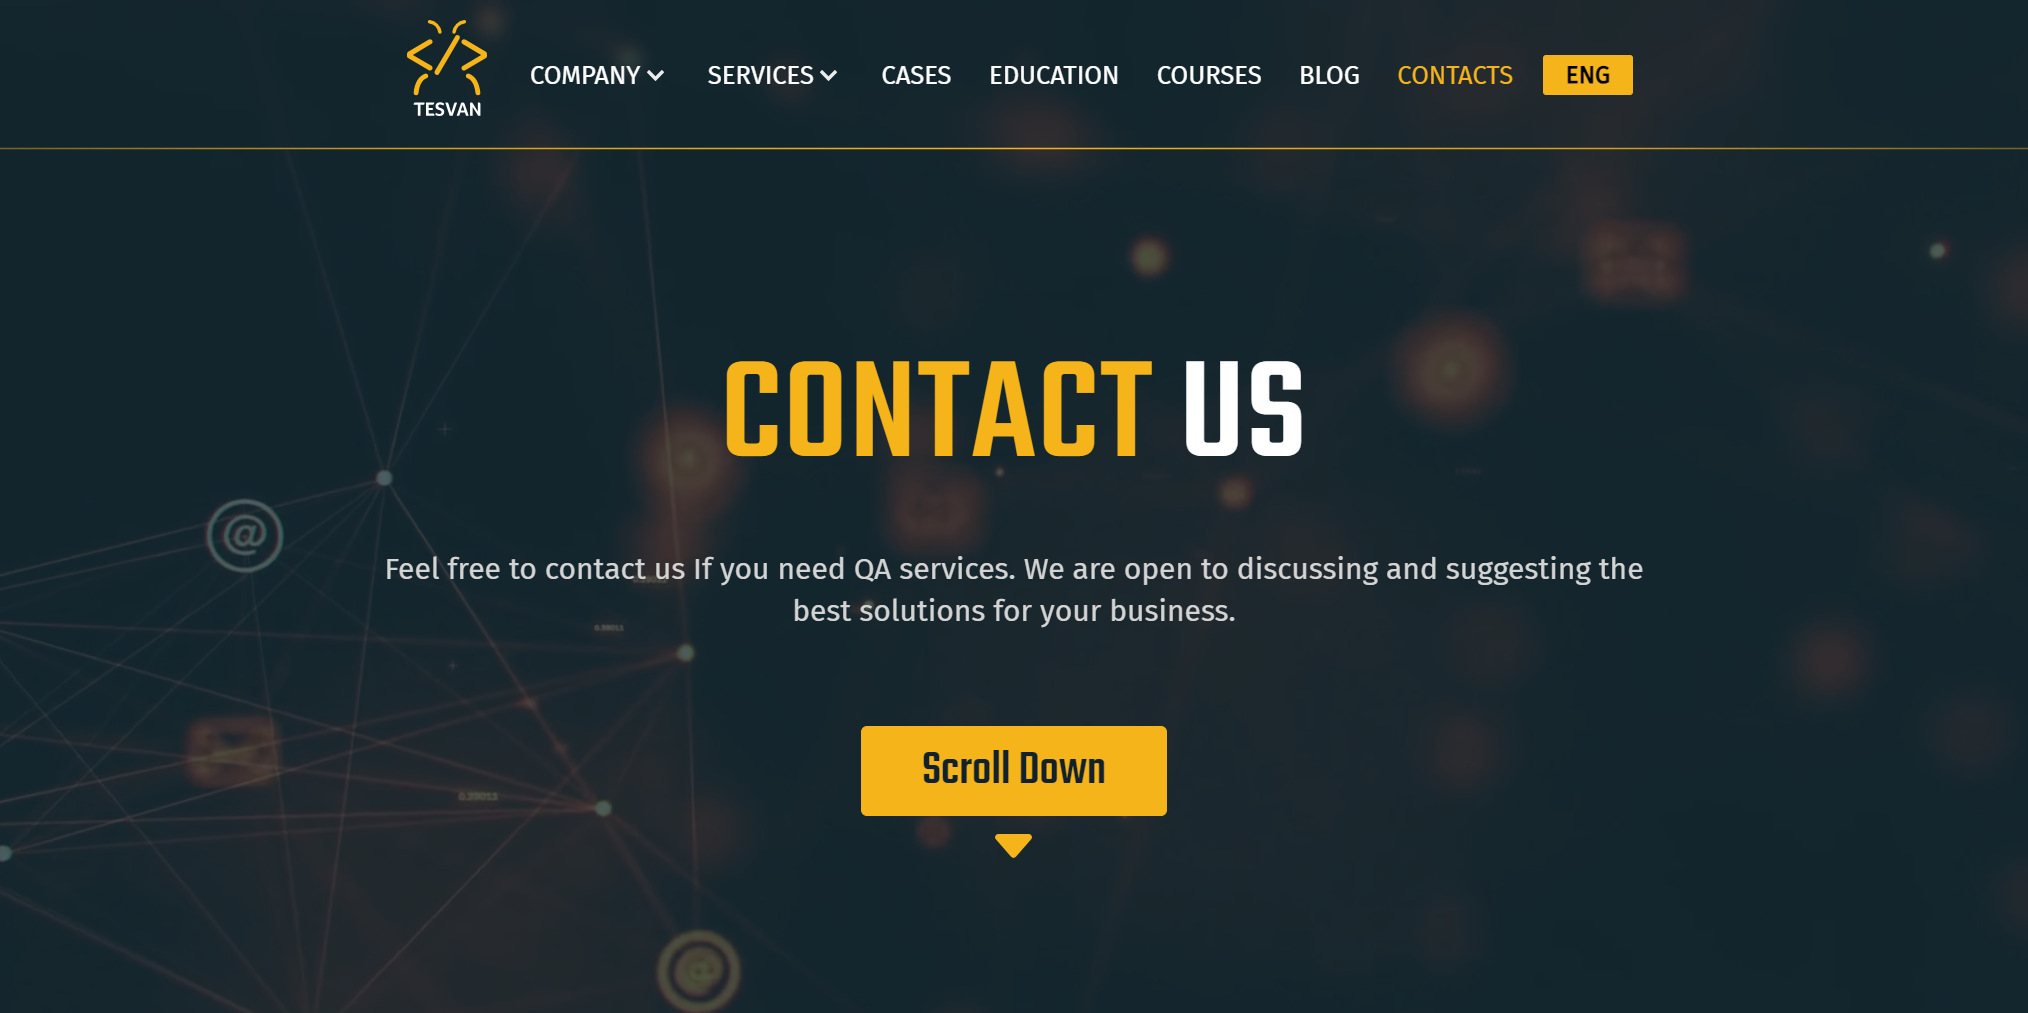 TESVAN
COMPANY SERVICES CASES EDUCATION COURSES BLOG CONTACTS ENG
CONTACT US
@
Feel free to contact us If you need QA services. We are open to discussing and suggesting the
best solutions for your business.
Scroll Down
@